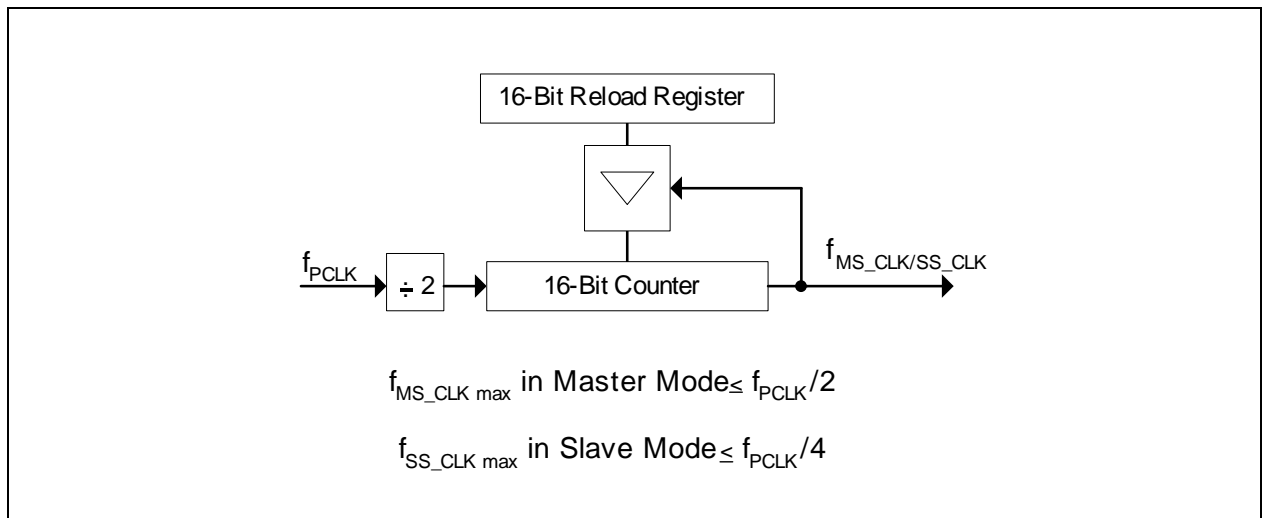 16-Bit Reload Register
fPCLK
÷ 2
16-Bit Counter
fMS_CLK/SS_CLK
fMS_CLK max in Master Mode≤ fPCLK/2
fSS_CLK max in Slave Mode≤ fPCLK/4